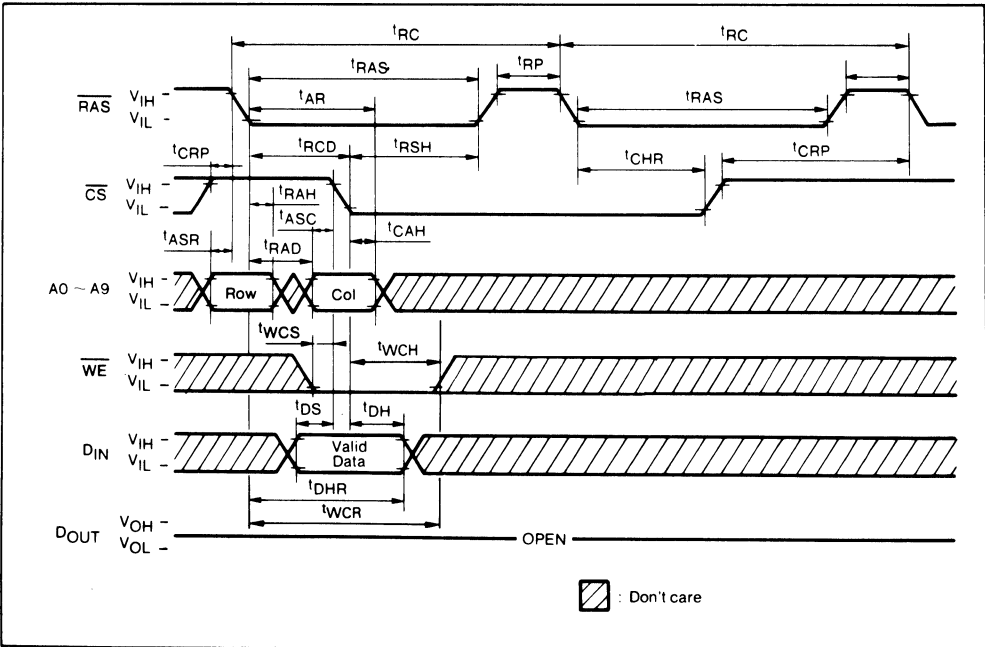 tRC tRC
tRAS tRP
tAR tRAS
RAS VIH
VIL
tRCD tRSH
tCRP tCHR tCRP
CS VIH
VIL
tRAH
tASC
tASR tRAD tCAH
A0 ~ A9 VIH
VIL
Row Col
tWCS tWCH
WE VIH
VIL
tDS tDH
DIN VIH
VIL
Valid
Data
tDHR
tWCR
DOUT VOH
VOL
OPEN
: Don't care